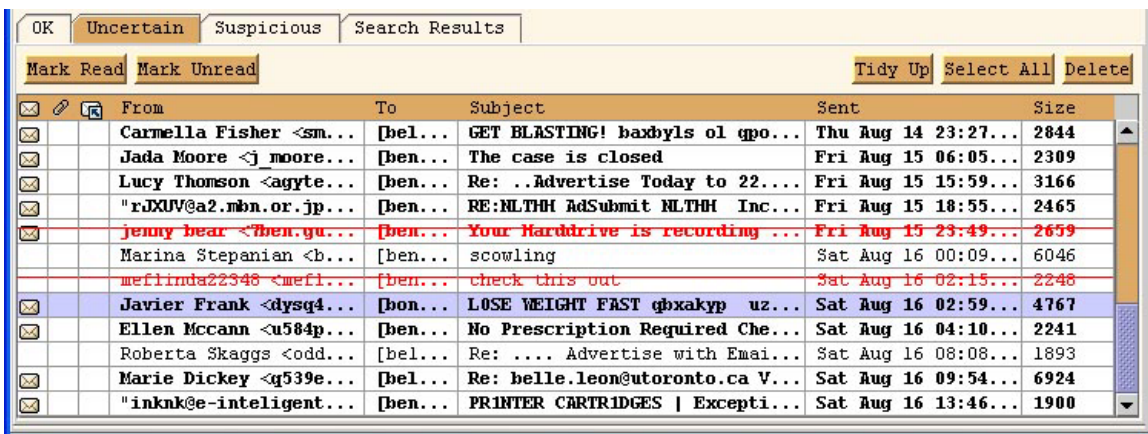 OK Uncertain Suspicious Search Results
Mark Read Mark Unread Tidy Up Select All Delete
From To Subject Sent Size
Carmella Fisher <sm... [bel... GET BLASTING! baxbyls ol qpo... Thu Aug 14 23:27... 2844
Jada Moore <j_moore... [ben... The case is closed Fri Aug 15 06:05... 2309
Lucy Thomson <agyte... [ben... Re: ..Advertise Today to 22.... Fri Aug 15 15:59... 3166
"rJXUV@a2.mbn.or.jp... [ben... RE:NLTHH AdSubmit NLTHH Inc... Fri Aug 15 18:55... 2465
jenny bear <7ben.gu... [ben... Your Harddrive is recording ... Fri Aug 15 23:49... 2659
Marina Stepanian <b... [ben... scowling Sat Aug 16 00:09... 6046
meflinda22348 <mefl... [ben... check this out Sat Aug 16 02:15... 2248
Javier Frank <dysq4... [bon... L0SE WEIGHT FAST qbxakyp uz... Sat Aug 16 02:59... 4767
Ellen Mccann <u584p... [ben... No Prescription Required Che... Sat Aug 16 04:10... 2241
Roberta Skaggs <odd... [bel... Re: .... Advertise with Emai... Sat Aug 16 08:08... 1893
Marie Dickey <q539e... [bel... Re: belle.leon@utoronto.ca V... Sat Aug 16 09:54... 6924
"inknk@e-inteligent... [ben... PR1NTER CARTR1DGES | Excepti... Sat Aug 16 13:46... 1900